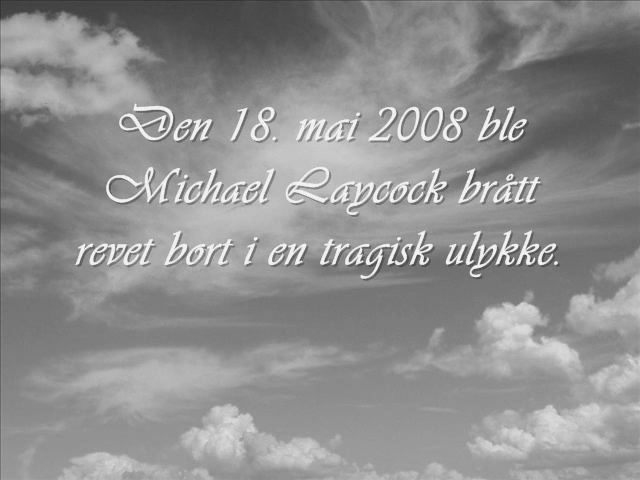 Den 18. mai 2008 ble
Michael Laycock brått
revet bort i en tragisk ulykke.